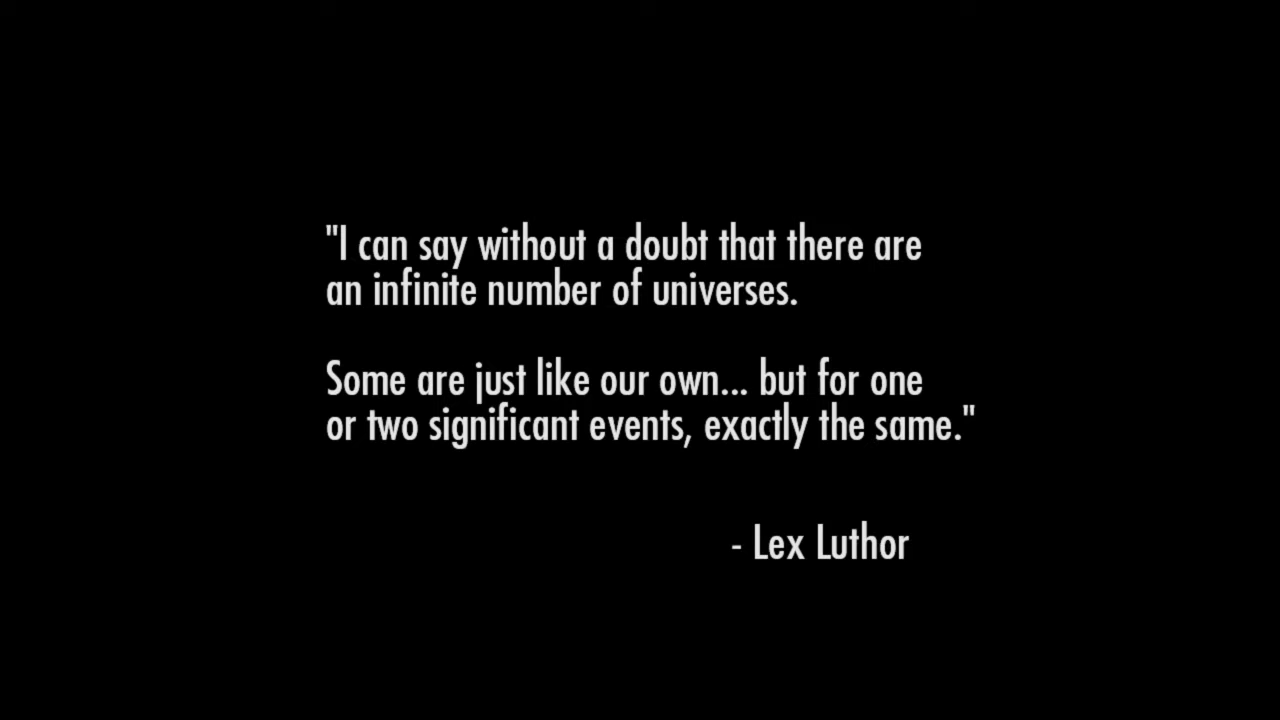 "I can say without a doubt that there are
an infinite number of universes.
Some are just like our own... but for one
or two significant events, exactly the same."
- Lex Luthor